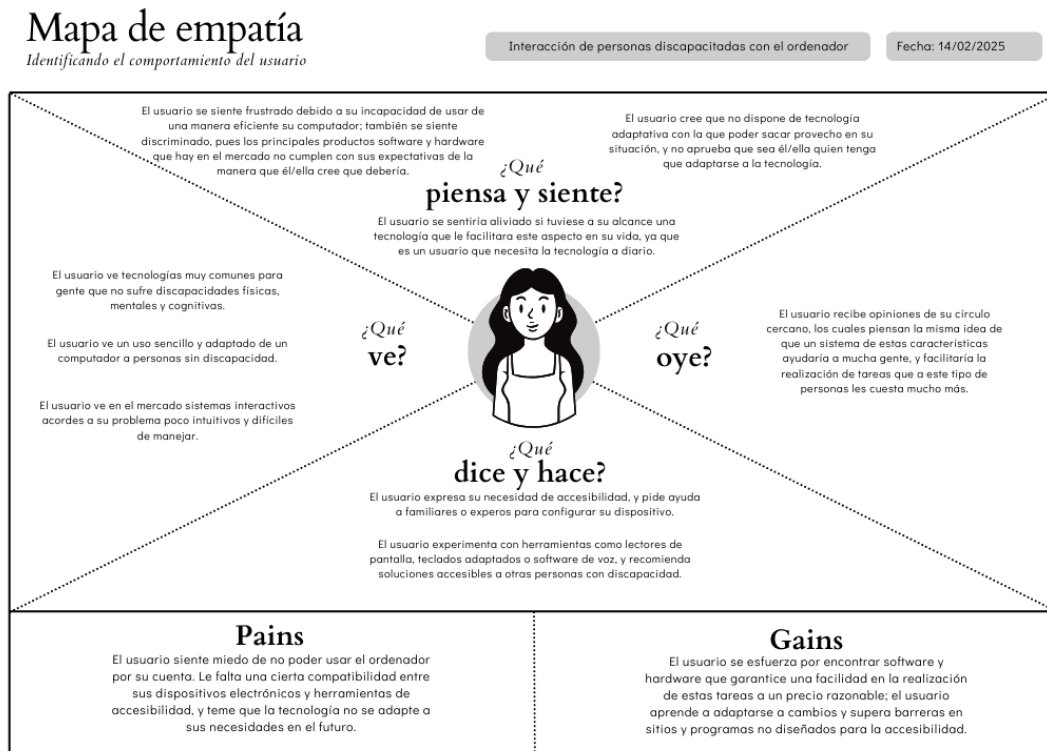 Mapa de empatía
Identificando el comportamiento del usuario
Interacción de personas discapacitadas con el ordenador
Fecha: 14/02/2025
El usuario se siente frustrado debido a su incapacidad de usar de
una manera eficiente su computador; también se siente
discriminado, pues los principales productos software y hardware
que hay en el mercado no cumplen con sus expectativas de la
manera que él/ella cree que debería.
El usuario cree que no dispone de tecnología
adaptativa con la que poder sacar provecho en su
situación, y no aprueba que sea él/ella quien tenga
que adaptarse a la tecnología.
¿Qué
piensa y siente?
El usuario se sentiría aliviado si tuviese a su alcance una
tecnología que le facilitara este aspecto en su vida, ya que
es un usuario que necesita la tecnología a diario.
El usuario ve tecnologías muy comunes para
gente que no sufre discapacidades físicas,
mentales y cognitivas.
El usuario ve un uso sencillo y adaptado de un
computador a personas sin discapacidad.
El usuario ve en el mercado sistemas interactivos
acordes a su problema poco intuitivos y difíciles
de manejar.
¿Qué
ve?
¿Qué
oye?
El usuario recibe opiniones de su círculo
cercano, los cuales piensan la misma idea de
que un sistema de estas características
ayudaría a mucha gente, y facilitaría la
realización de tareas que a este tipo de
personas les cuesta mucho más.
¿Qué
dice y hace?
El usuario expresa su necesidad de accesibilidad, y pide ayuda
a familiares o experos para configurar su dispositivo.
El usuario experimenta con herramientas como lectores de
pantalla, teclados adaptados o software de voz, y recomienda
soluciones accesibles a otras personas con discapacidad.
Pains
El usuario siente miedo de no poder usar el ordenador
por su cuenta. Le falta una cierta compatibilidad entre
sus dispositivos electrónicos y herramientas de
accesibilidad, y teme que la tecnología no se adapte a
sus necesidades en el futuro.
Gains
El usuario se esfuerza por encontrar software y
hardware que garantice una facilidad en la realización
de estas tareas a un precio razonable; el usuario
aprende a adaptarse a cambios y supera barreras en
sitios y programas no diseñados para la accesibilidad.